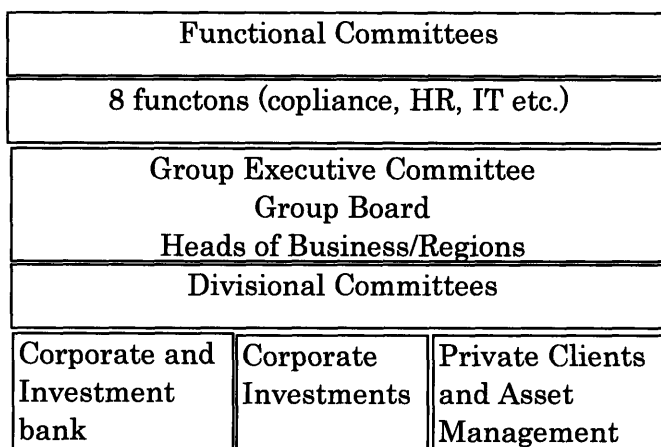 Functional Committees
8 functons (copliance, HR, IT etc.)
Group Executive Committee
Group Board
Heads of Business/Regions
Divisional Committees
Corporate and
Investment
bank
Corporate
Investments
Private Clients
and Asset
Management